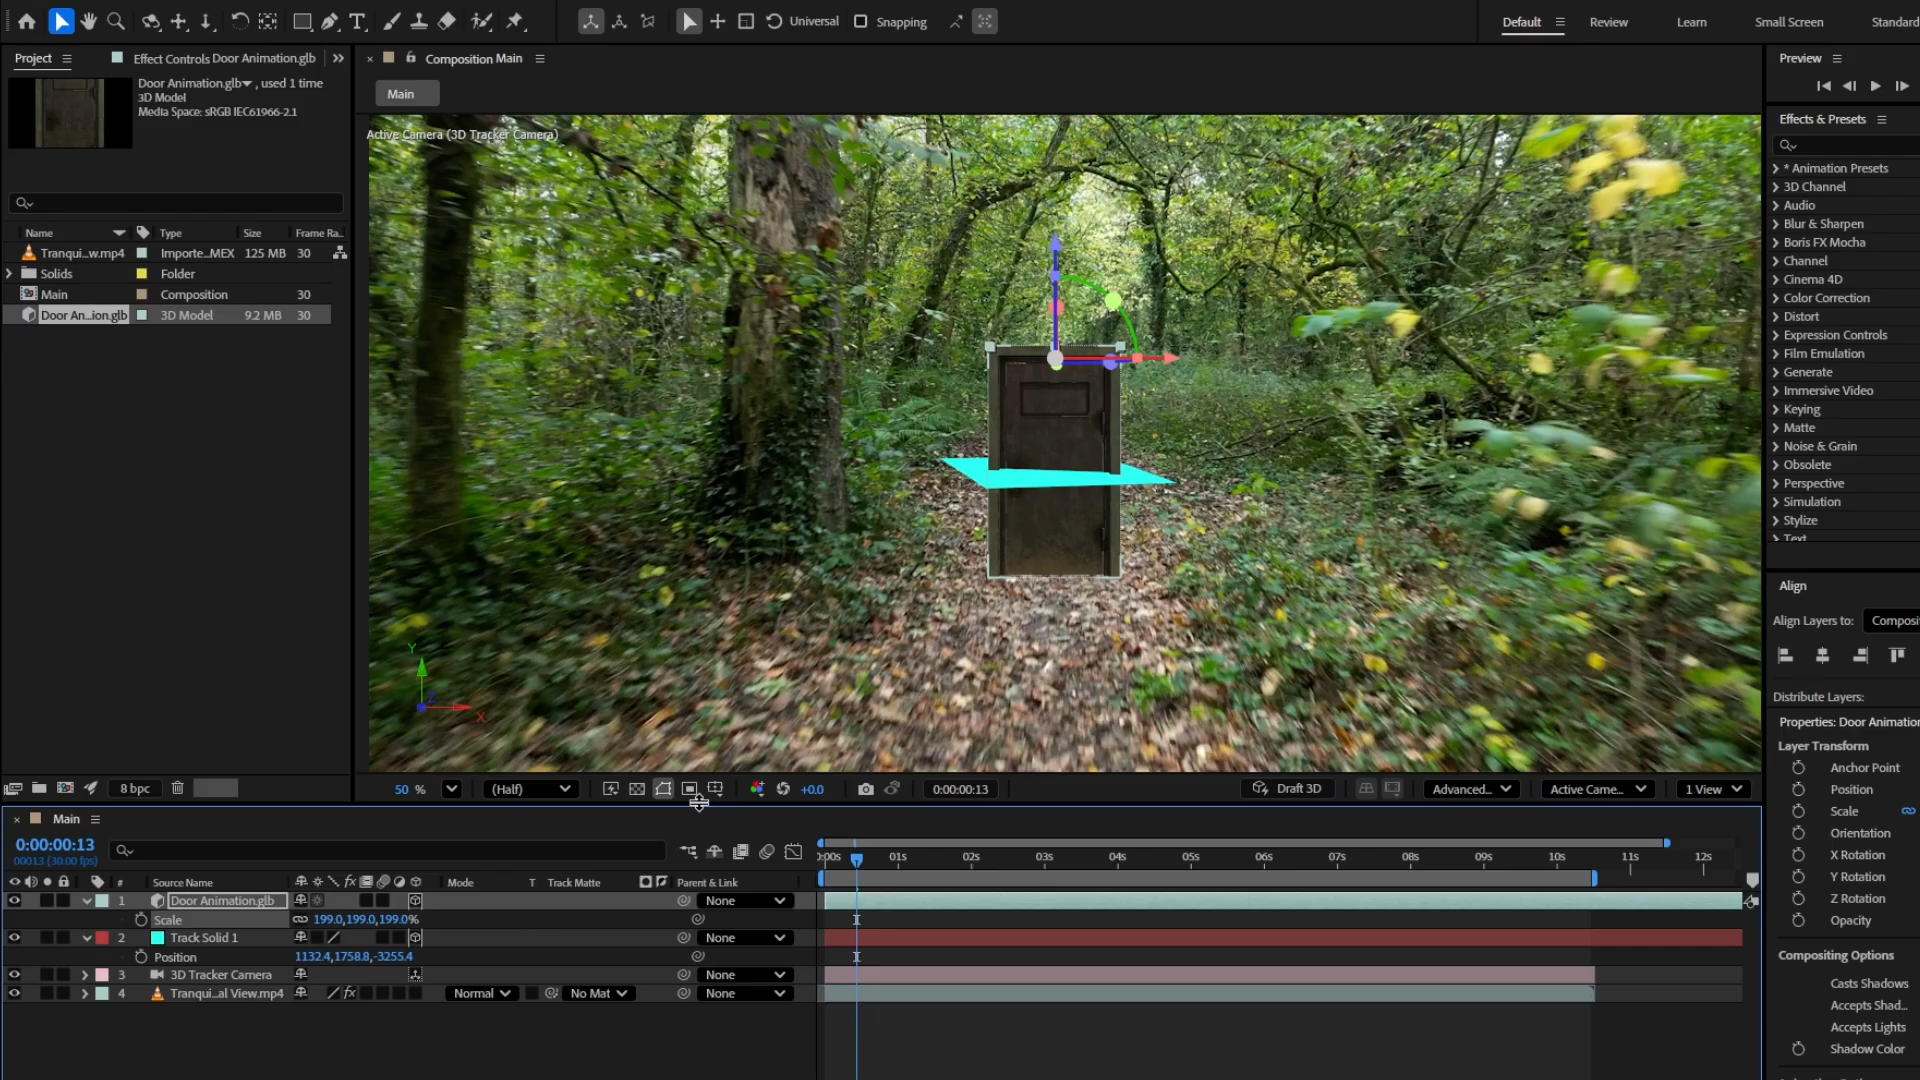 Universal
Snapping
Default
Review
Learn
Small Screen
Standard
Project
Effect Controls Door Animation.glb
Door Animation.glb , used 1 time
3D Model
Media Space: sRGB IEC61966-2.1
Name Type Size Frame Ra..
Tranqui...w.mp4 Importe...MEX 125 MB 30
Solids Folder
Main Composition 30
Door An...ion.glb 3D Model 9.2 MB 30
8 bpc
Composition Main
Main
Active Camera (3D Tracker Camera)
Y
Z
X
50 % (Half) +0.0 0:00:00:13 Draft 3D Advanced... Active Came... 1 View
Preview
Effects & Presets
* Animation Presets
3D Channel
Audio
Blur & Sharpen
Boris FX Mocha
Channel
Cinema 4D
Color Correction
Distort
Expression Controls
Film Emulation
Generate
Immersive Video
Keying
Matte
Noise & Grain
Obsolete
Perspective
Simulation
Stylize
Text
Align
Align Layers to: Composi
Distribute Layers:
Properties: Door Animation
Layer Transform
Anchor Point
Position
Scale
Orientation
X Rotation
Y Rotation
Z Rotation
Opacity
Compositing Options
Casts Shadows
Accepts Shad...
Accepts Lights
Shadow Color
Main
0:00:00:13
00013 (30.00 fps)
:00s 01s 02s 03s 04s 05s 06s 07s 08s 09s 10s 11s 12s
# Source Name fx Mode T Track Matte Parent & Link
1 Door Animation.glb None
Scale 199.0,199.0,199.0%
2 Track Solid 1 None
Position 1132.4,1758.8,-3255.4
3 3D Tracker Camera None
4 Tranqui...al View.mp4 fx Normal No Mat None